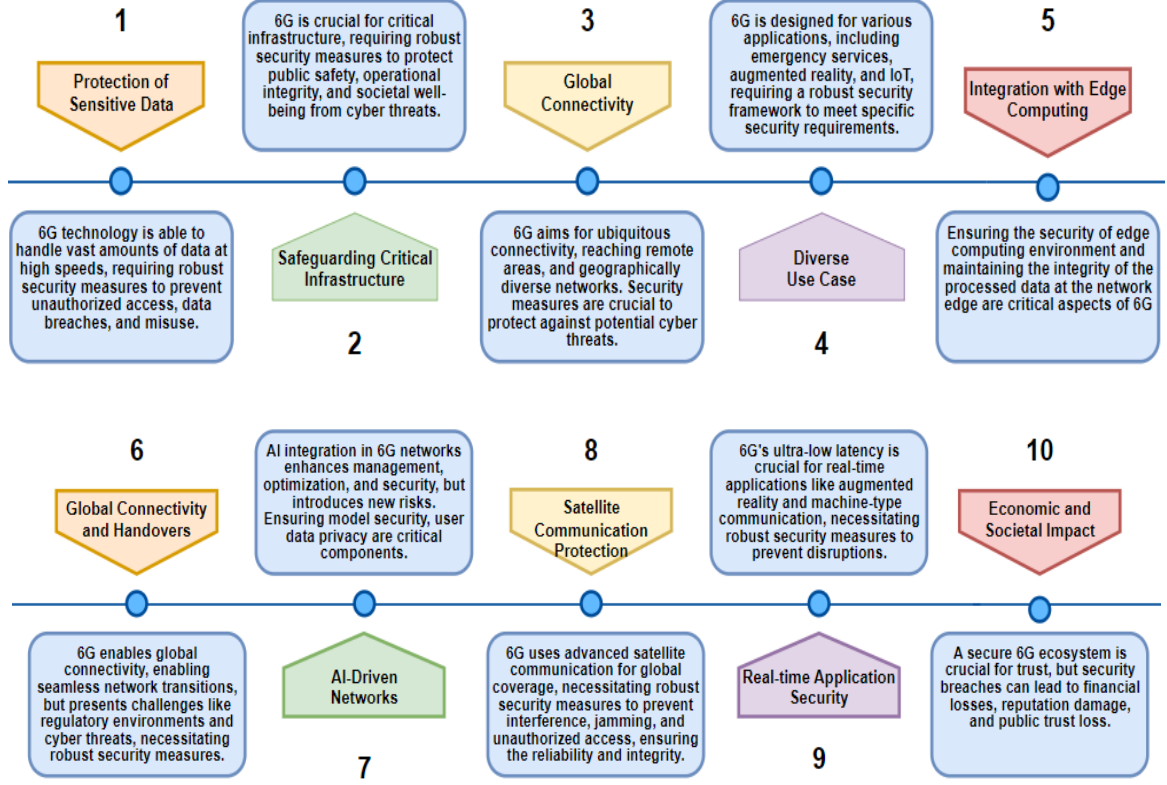 1
Protection of
Sensitive Data
6G technology is able to
handle vast amounts of data at
high speeds, requiring robust
security measures to prevent
unauthorized access, data
breaches, and misuse.
6G is crucial for critical
infrastructure, requiring robust
security measures to protect
public safety, operational
integrity, and societal well-
being from cyber threats.
Safeguarding Critical
Infrastructure
2
3
Global
Connectivity
6G aims for ubiquitous
connectivity, reaching remote
areas, and geographically
diverse networks. Security
measures are crucial to
protect against potential cyber
threats.
6G is designed for various
applications, including
emergency services,
augmented reality, and IoT,
requiring a robust security
framework to meet specific
security requirements.
Diverse
Use Case
4
5
Integration with Edge
Computing
Ensuring the security of edge
computing environment and
maintaining the integrity of the
processed data at the network
edge are critical aspects of 6G
6
Global Connectivity
and Handovers
6G enables global
connectivity, enabling
seamless network transitions,
but presents challenges like
regulatory environments and
cyber threats, necessitating
robust security measures.
AI integration in 6G networks
enhances management,
optimization, and security, but
introduces new risks.
Ensuring model security, user
data privacy are critical
components.
AI-Driven
Networks
7
8
Satellite
Communication
Protection
6G uses advanced satellite
communication for global
coverage, necessitating robust
security measures to prevent
interference, jamming, and
unauthorized access, ensuring
the reliability and integrity.
6G's ultra-low latency is
crucial for real-time
applications like augmented
reality and machine-type
communication, necessitating
robust security measures to
prevent disruptions.
Real-time Application
Security
9
10
Economic and
Societal Impact
A secure 6G ecosystem is
crucial for trust, but security
breaches can lead to financial
losses, reputation damage,
and public trust loss.